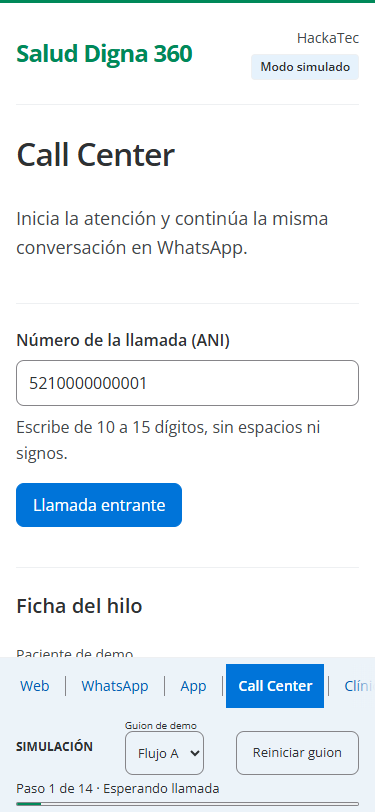 Salud Digna 360
HackaTec
Modo simulado
Call Center
Inicia la atención y continúa la misma
conversación en WhatsApp.
Número de la llamada (ANI)
5210000000001
Escribe de 10 a 15 dígitos, sin espacios ni
signos.
Llamada entrante
Ficha del hilo
Paciente de demo
Web
WhatsApp
App
Call Center
Clíni
Guion de demo
SIMULACIÓN
Flujo A
Reiniciar guion
Paso 1 de 14 · Esperando llamada